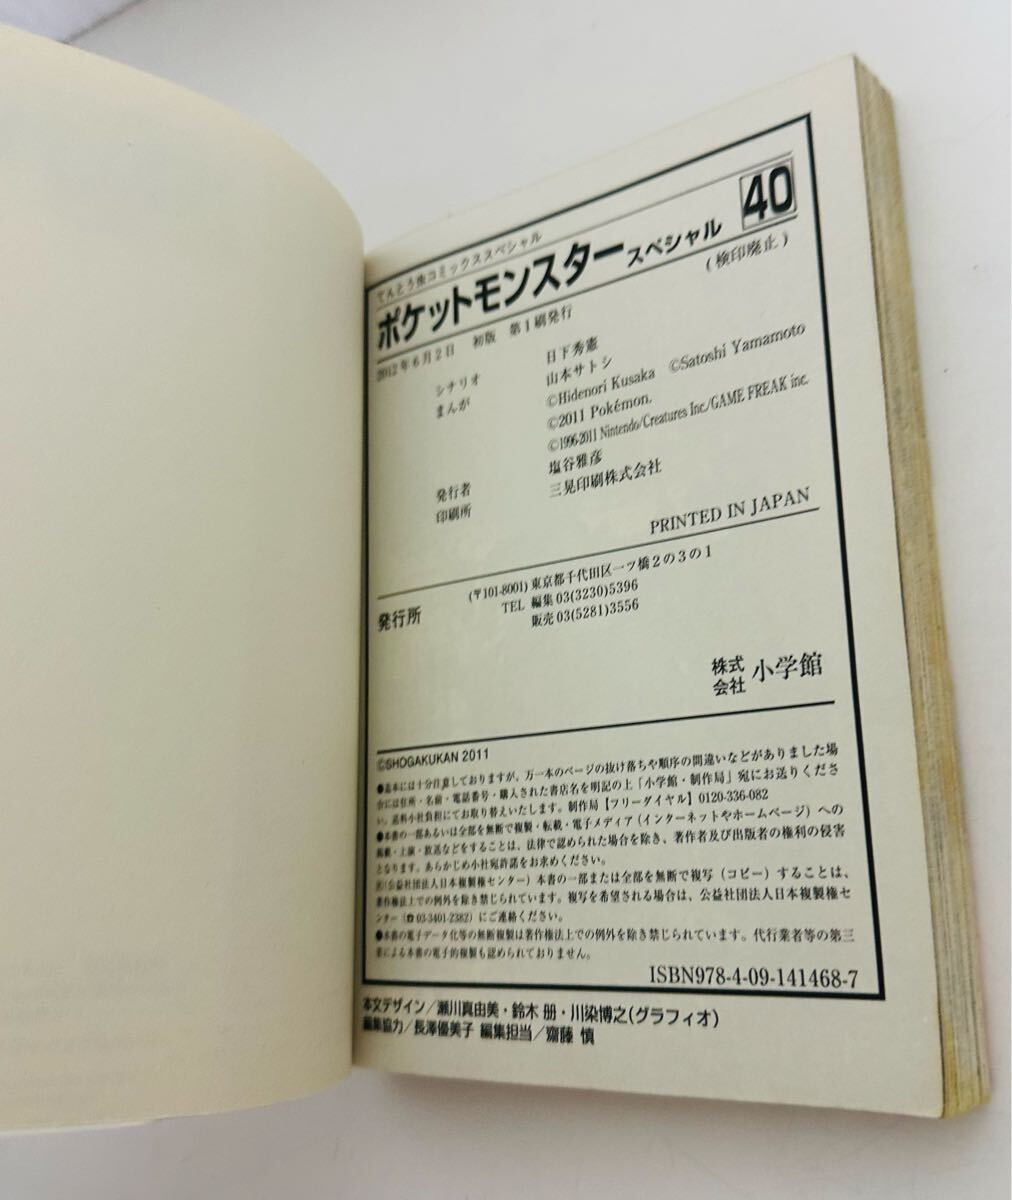 てんとう虫コミックススペシャル
ポケットモンスタースペシャル 40
(検印廃止)
2012年6月2日 初版 第1刷発行
シナリオ 日下秀憲
まんが 山本サトシ
©Hidenori Kusaka ©Satoshi Yamamoto
©2011 Pokémon.
©1996-2011 Nintendo/Creatures Inc./GAME FREAK inc.
発行者 塩谷雅彦
印刷所 三晃印刷株式会社
PRINTED IN JAPAN
(〒101-8001) 東京都千代田区一ツ橋2の3の1
発行所 TEL 編集03(3230)5396
販売03(5281)3556
株式会社 小学館
©SHOGAKUKAN 2011
●造本には十分注意しておりますが、万一本のページの抜け落ちや順序の間違いなどがありました場
合には住所・名前・電話番号・購入された書店名を明記の上「小学館・制作局」宛にお送りくださ
い。送料小社負担にてお取り替えいたします。制作局【フリーダイヤル】0120-336-082
●本書の一部あるいは全部を無断で複製・転載・電子メディア(インターネットやホームページ)への
掲載・上演・放送などをすることは、法律で認められた場合を除き、著作者及び出版者の権利の侵害
となります。あらかじめ小社宛許諾をお求めください。
(公益社団法人日本複製権センター)本書の一部または全部を無断で複写(コピー)することは、
著作権法上での例外を除き禁じられています。複写を希望される場合は、公益社団法人日本複製権セ
ンター(☎03-3401-2382)にご連絡ください。
●本書の電子データ化等の無断複製は著作権法上での例外を除き禁じられています。代行業者等の第三
者による本書の電子的複製も認められておりません。
ISBN978-4-09-141468-7
本文デザイン/瀬川真由美・鈴木 册・川染博之(グラフィオ)
編集協力/長澤優美子 編集担当/齋藤 慎